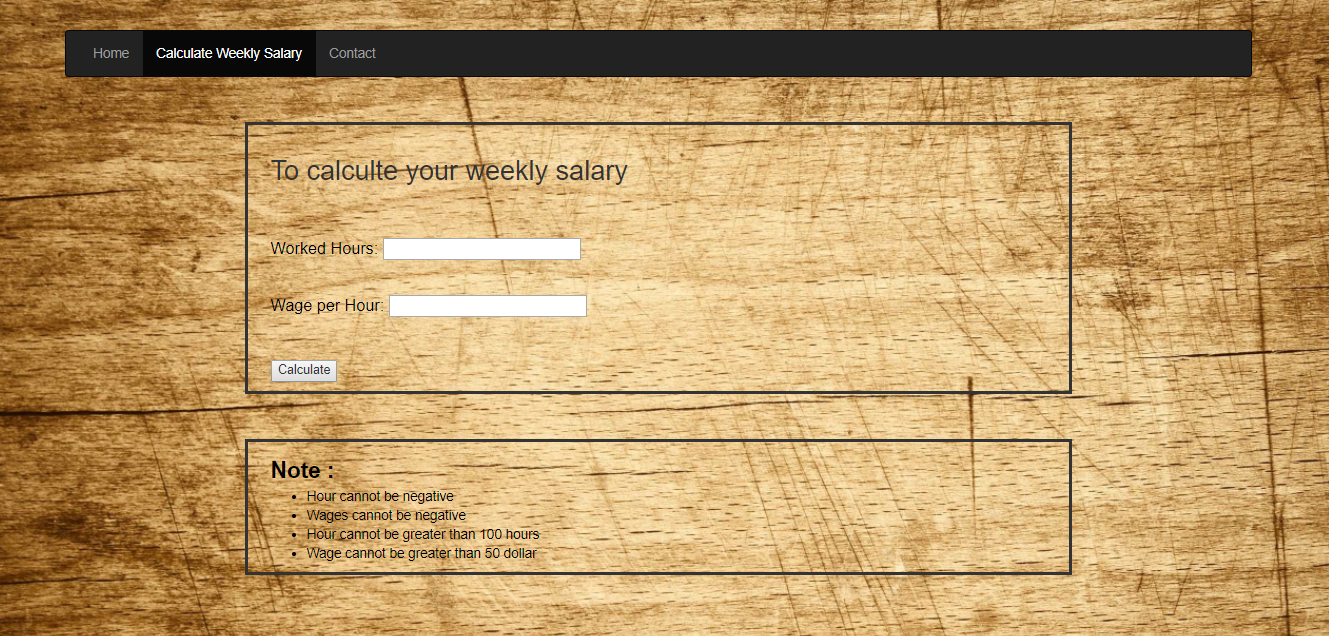 Home Calculate Weekly Salary Contact
To calculte your weekly salary
Worked Hours:
Wage per Hour:
Calculate
Note :
Hour cannot be negative
Wages cannot be negative
Hour cannot be greater than 100 hours
Wage cannot be greater than 50 dollar